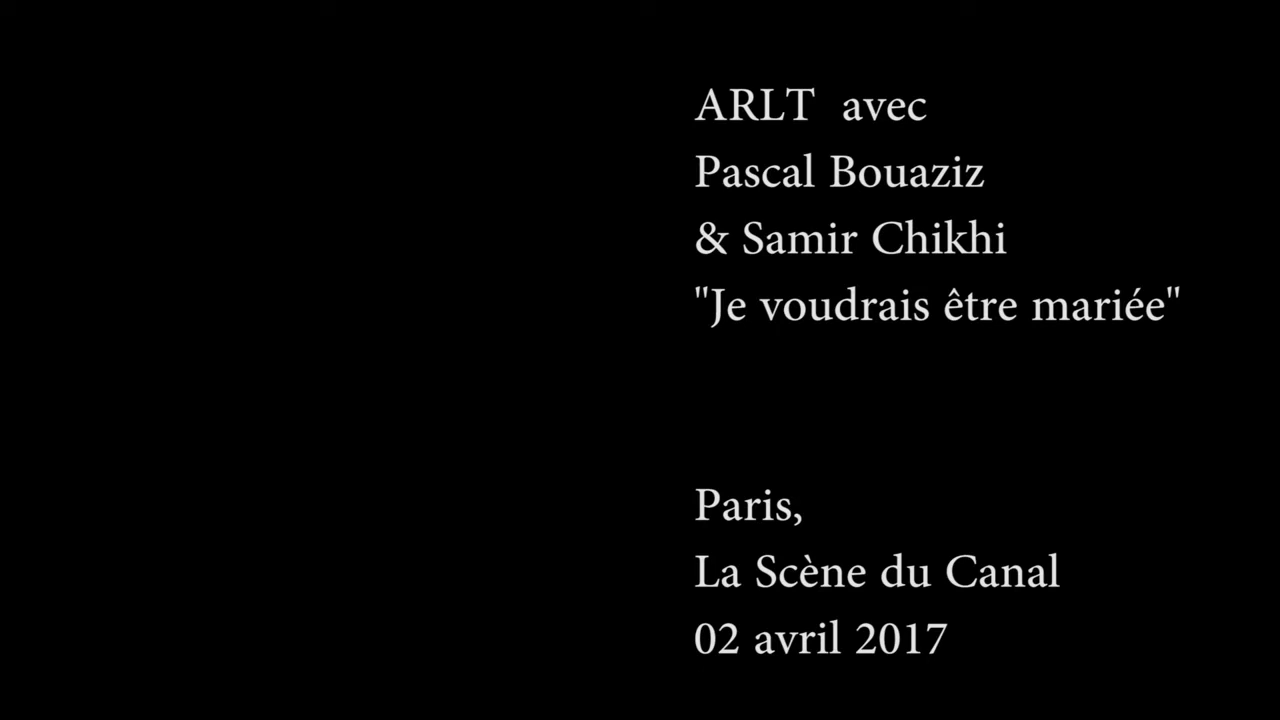 ARLT avec
Pascal Bouaziz
& Samir Chikhi
"Je voudrais être mariée"
Paris,
La Scène du Canal
02 avril 2017